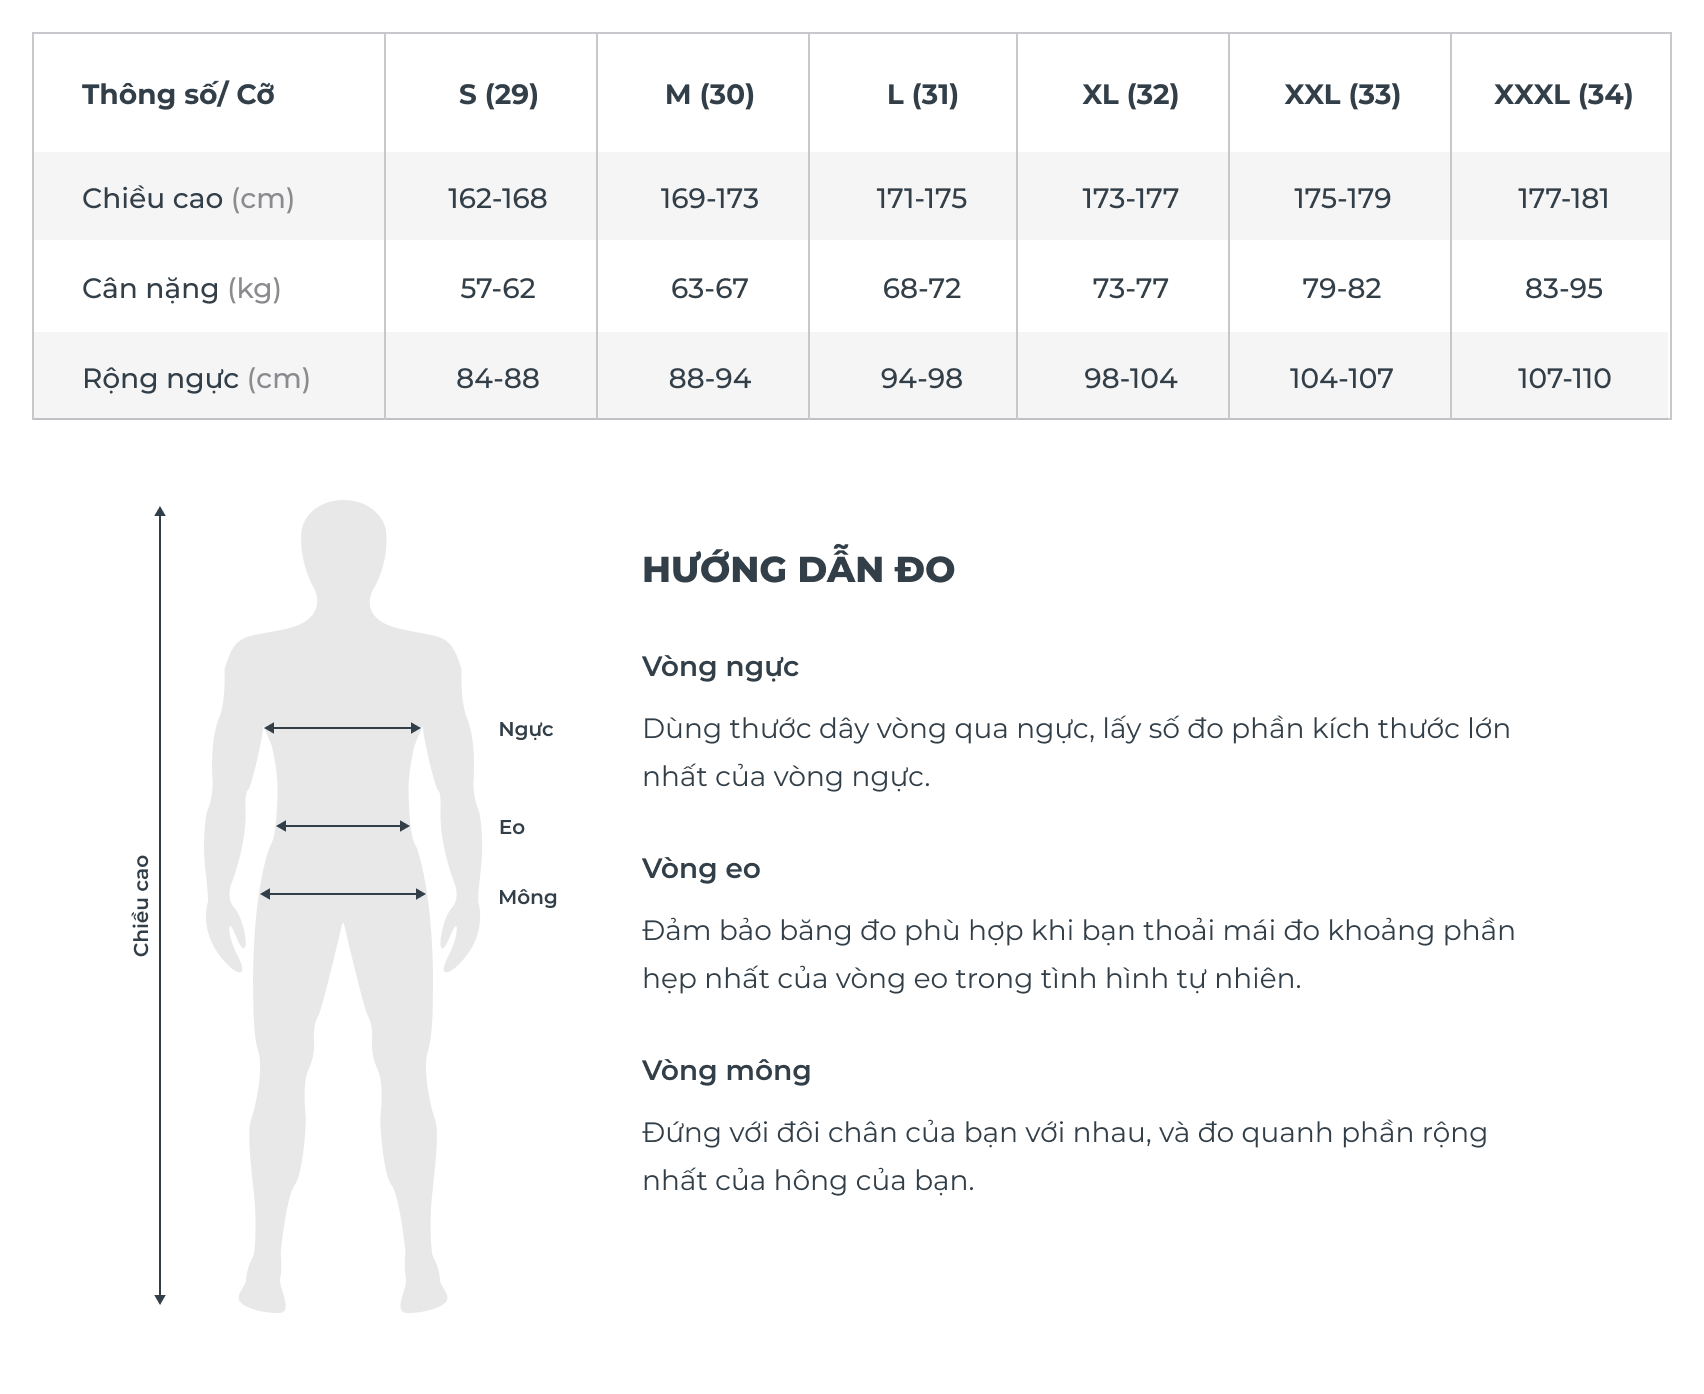 Thông số/ Cỡ S (29) M (30) L (31) XL (32) XXL (33) XXXL (34)
Chiều cao (cm) 162-168 169-173 171-175 173-177 175-179 177-181
Cân nặng (kg) 57-62 63-67 68-72 73-77 79-82 83-95
Rộng ngực (cm) 84-88 88-94 94-98 98-104 104-107 107-110
Chiều cao
Ngực
Eo
Mông
HƯỚNG DẪN ĐO
Vòng ngực
Dùng thước dây vòng qua ngực, lấy số đo phần kích thước lớn
nhất của vòng ngực.
Vòng eo
Đảm bảo băng đo phù hợp khi bạn thoải mái đo khoảng phần
hẹp nhất của vòng eo trong tình hình tự nhiên.
Vòng mông
Đứng với đôi chân của bạn với nhau, và đo quanh phần rộng
nhất của hông của bạn.